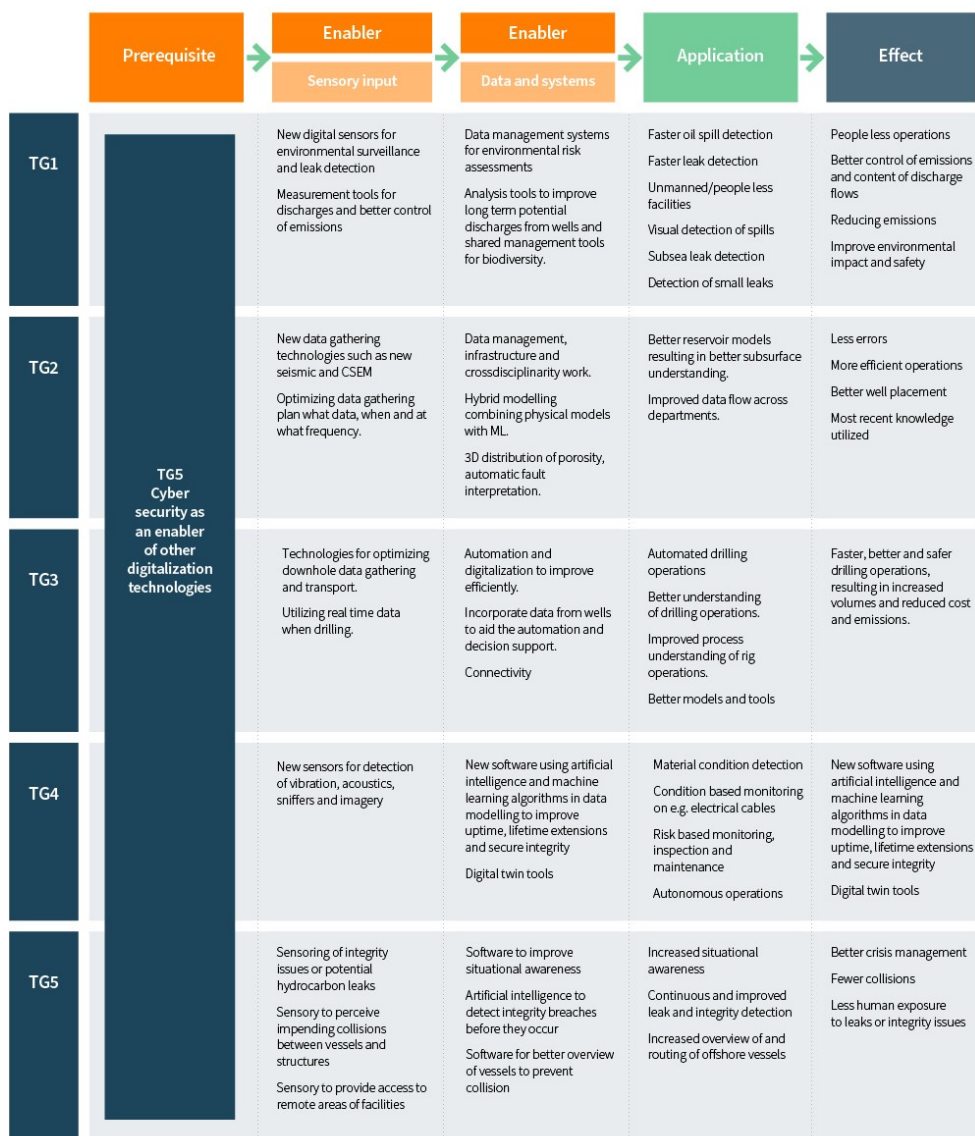 Prerequisite
Enabler
Sensory input
Enabler
Data and systems
Application
Effect
TG5
Cyber
security as
an enabler
of other
digitalization
technologies
TG1
New digital sensors for
environmental surveillance
and leak detection
Measurement tools for
discharges and better control
of emissions
Data management systems
for environmental risk
assessments
Analysis tools to improve
long term potential
discharges from wells and
shared management tools
for biodiversity.
Faster oil spill detection
Faster leak detection
Unmanned/people less
facilities
Visual detection of spills
Subsea leak detection
Detection of small leaks
People less operations
Better control of emissions
and content of discharge
flows
Reducing emissions
Improve environmental
impact and safety
TG2
New data gathering
technologies such as new
seismic and CSEM
Optimizing data gathering
plan what data, when and at
what frequency.
Data management,
infrastructure and
crossdisciplinarity work.
Hybrid modelling
combining physical models
with ML.
3D distribution of porosity,
automatic fault
interpretation.
Better reservoir models
resulting in better subsurface
understanding.
Improved data flow across
departments.
Less errors
More efficient operations
Better well placement
Most recent knowledge
utilized
TG3
Technologies for optimizing
downhole data gathering
and transport.
Utilizing real time data
when drilling.
Automation and
digitalization to improve
efficiently.
Incorporate data from wells
to aid the automation and
decision support.
Connectivity
Automated drilling
operations
Better understanding
of drilling operations.
Improved process
understanding of rig
operations.
Better models and tools
Faster, better and safer
drilling operations,
resulting in increased
volumes and reduced cost
and emissions.
TG4
New sensors for detection
of vibration, acoustics,
sniffers and imagery
New software using artificial
intelligence and machine
learning algorithms in data
modelling to improve
uptime, lifetime extensions
and secure integrity
Digital twin tools
Material condition detection
Condition based monitoring
on e.g. electrical cables
Risk based monitoring,
inspection and
maintenance
Autonomous operations
New software using
artificial intelligence and
machine learning
algorithms in data
modelling to improve
uptime, lifetime extensions
and secure integrity
Digital twin tools
TG5
Sensoring of integrity
issues or potential
hydrocarbon leaks
Sensory to perceive
impending collisions
between vessels and
structures
Sensory to provide access to
remote areas of facilities
Software to improve
situational awareness
Artificial intelligence to
detect integrity breaches
before they occur
Software for better overview
of vessels to prevent
collision
Increased situational
awareness
Continuous and improved
leak and integrity detection
Increased overview of and
routing of offshore vessels
Better crisis management
Fewer collisions
Less human exposure
to leaks or integrity issues